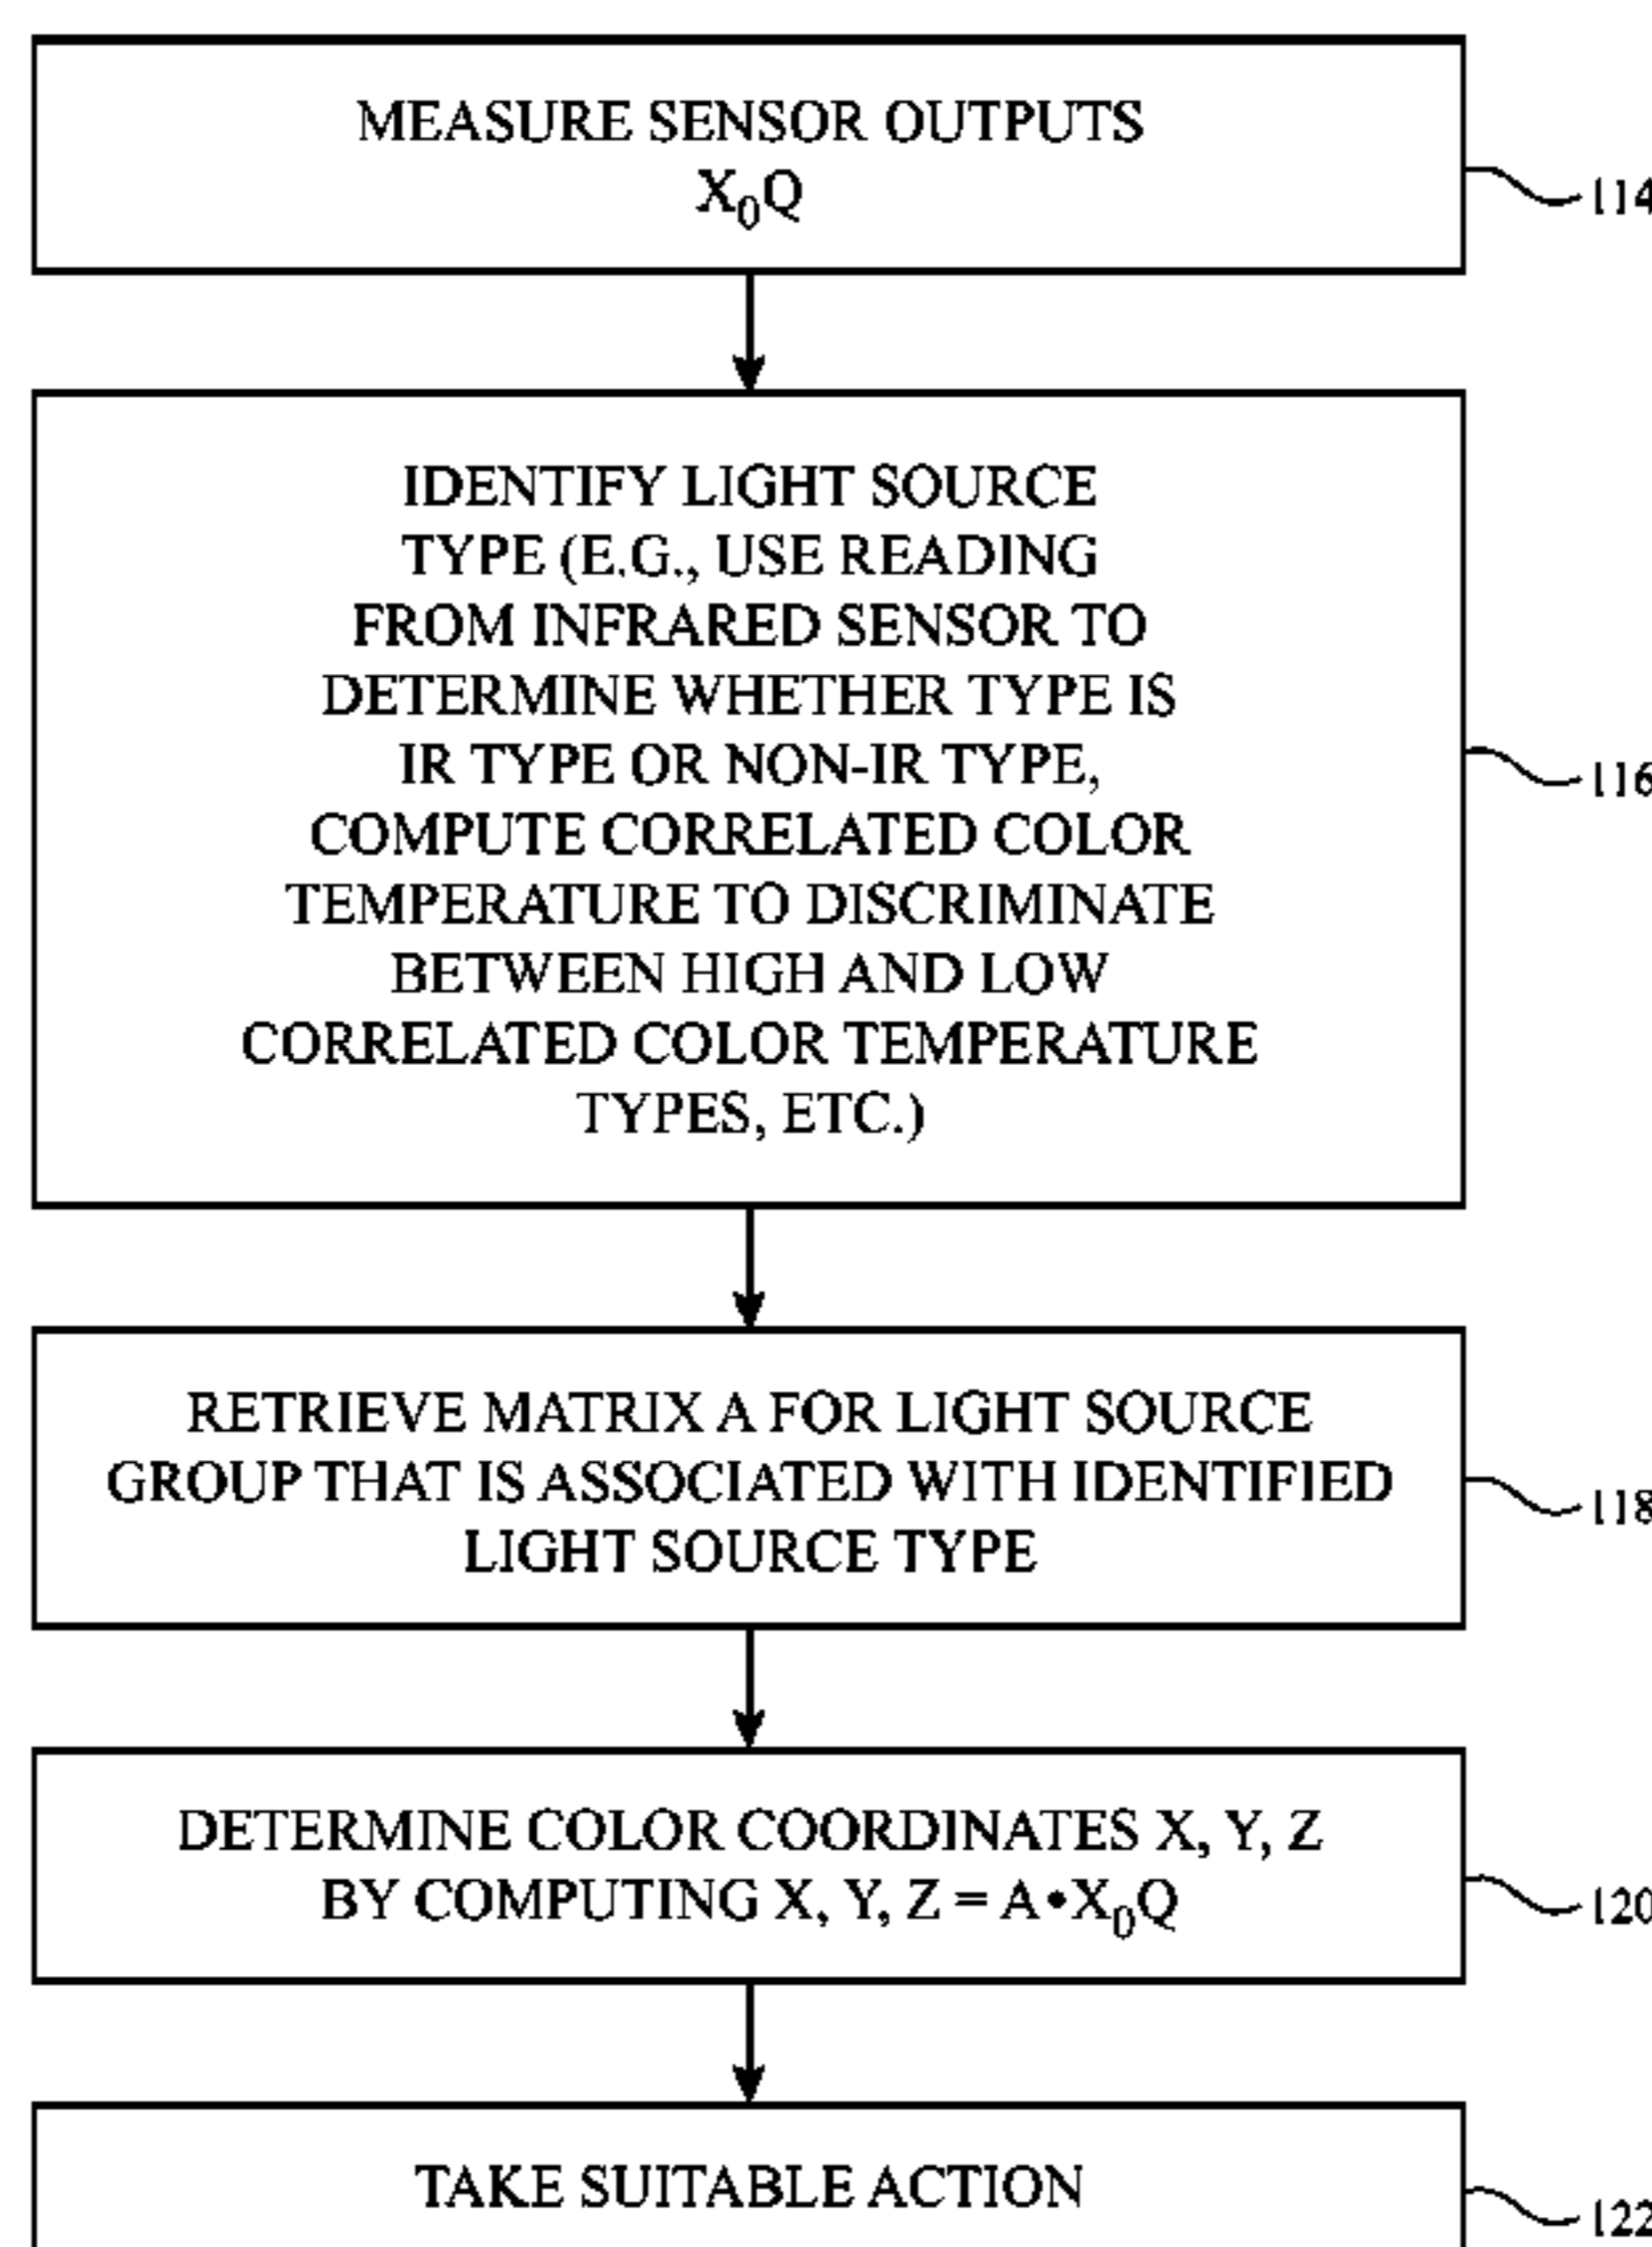 MEASURE SENSOR OUTPUTS
X₀Q
114
IDENTIFY LIGHT SOURCE
TYPE (E.G., USE READING
FROM INFRARED SENSOR TO
DETERMINE WHETHER TYPE IS
IR TYPE OR NON-IR TYPE,
COMPUTE CORRELATED COLOR
TEMPERATURE TO DISCRIMINATE
BETWEEN HIGH AND LOW
CORRELATED COLOR TEMPERATURE
TYPES, ETC.)
116
RETRIEVE MATRIX A FOR LIGHT SOURCE
GROUP THAT IS ASSOCIATED WITH IDENTIFIED
LIGHT SOURCE TYPE
118
DETERMINE COLOR COORDINATES X, Y, Z
BY COMPUTING X, Y, Z = A•X₀Q
120
TAKE SUITABLE ACTION
122